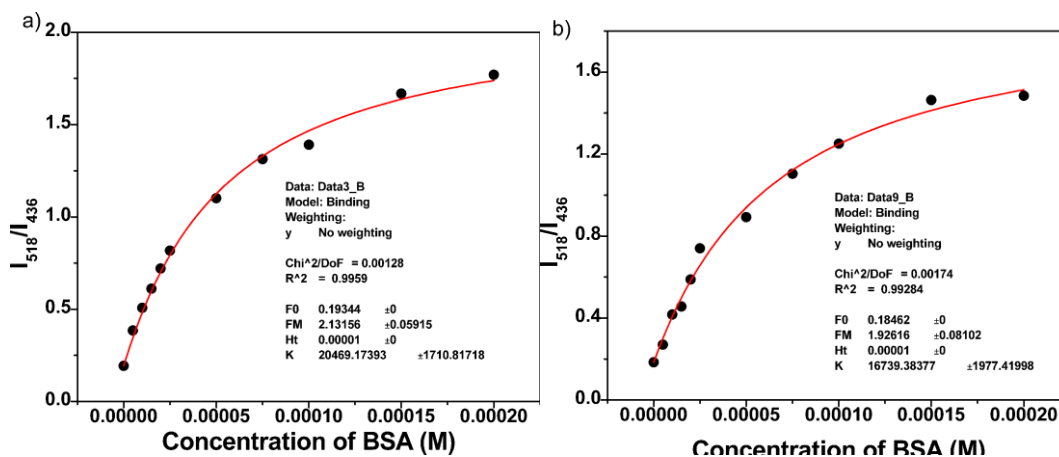 a)
2.0
1.5
1.0
0.5
0.0
I518/I436
Data: Data3_B
Model: Binding
Weighting:
y No weighting
Chi^2/DoF = 0.00128
R^2 = 0.9959
F0 0.19344 ±0
FM 2.13156 ±0.05915
Ht 0.00001 ±0
K 20469.17393 ±1710.81718
0.00000 0.00005 0.00010 0.00015 0.00020
Concentration of BSA (M)
b)
1.6
1.2
0.8
0.4
0.0
I518/I436
Data: Data9_B
Model: Binding
Weighting:
y No weighting
Chi^2/DoF = 0.00174
R^2 = 0.99284
F0 0.18462 ±0
FM 1.92616 ±0.08102
Ht 0.00001 ±0
K 16739.38377 ±1977.41998
0.00000 0.00005 0.00010 0.00015 0.00020
Concentration of BSA (M)